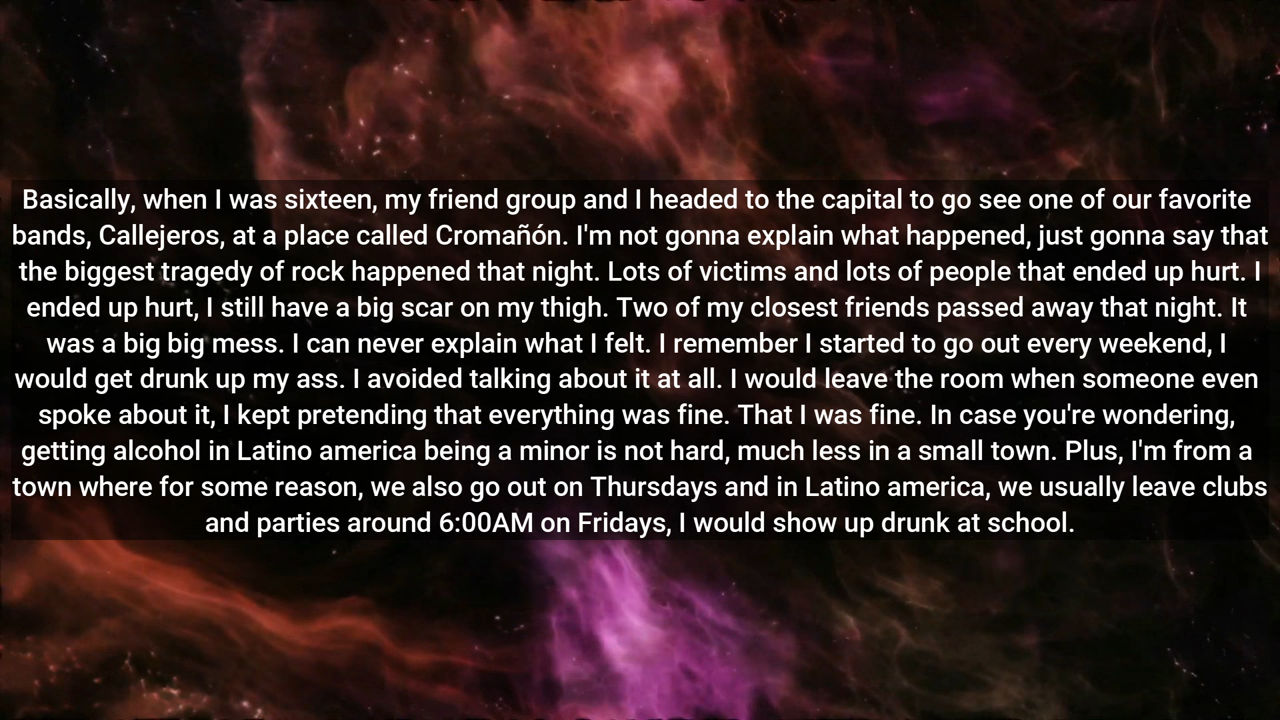 Basically, when I was sixteen, my friend group and I headed to the capital to go see one of our favorite
bands, Callejeros, at a place called Cromañón. I'm not gonna explain what happened, just gonna say that
the biggest tragedy of rock happened that night. Lots of victims and lots of people that ended up hurt. I
ended up hurt, I still have a big scar on my thigh. Two of my closest friends passed away that night. It
was a big big mess. I can never explain what I felt. I remember I started to go out every weekend, I
would get drunk up my ass. I avoided talking about it at all. I would leave the room when someone even
spoke about it, I kept pretending that everything was fine. That I was fine. In case you're wondering,
getting alcohol in Latino america being a minor is not hard, much less in a small town. Plus, I'm from a
town where for some reason, we also go out on Thursdays and in Latino america, we usually leave clubs
and parties around 6:00AM on Fridays, I would show up drunk at school.